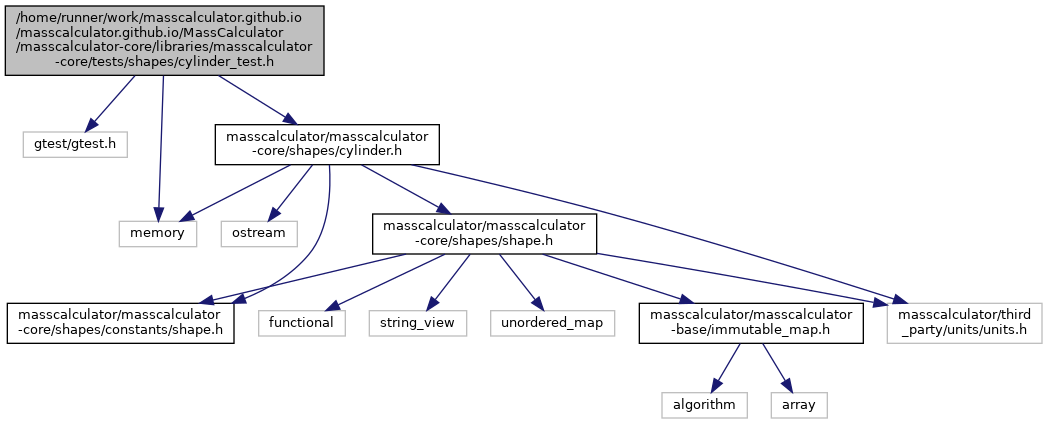 /home/runner/work/masscalculator.github.io
/masscalculator.github.io/MassCalculator
/masscalculator-core/libraries/masscalculator
-core/tests/shapes/cylinder_test.h
gtest/gtest.h
masscalculator/masscalculator
-core/shapes/cylinder.h
memory
ostream
masscalculator/masscalculator
-core/shapes/shape.h
masscalculator/masscalculator
-core/shapes/constants/shape.h
functional
string_view
unordered_map
masscalculator/masscalculator
-base/immutable_map.h
masscalculator/third
_party/units/units.h
algorithm
array